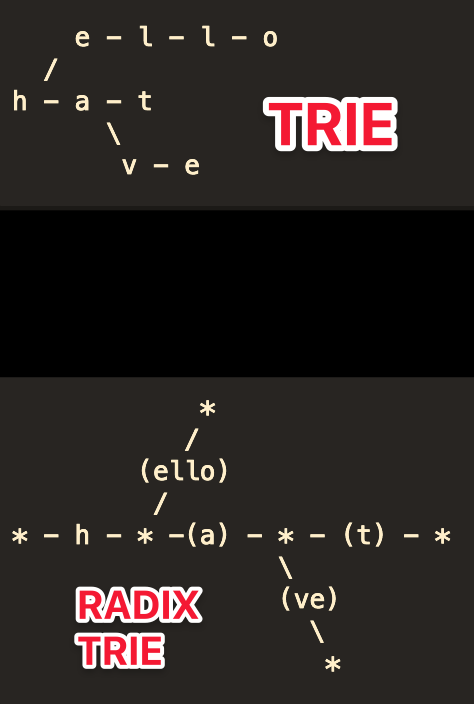 e - l - l - o
/
h - a - t
\
v - e
TRIE
*
/
(ello)
/
* - h - * -(a) - * - (t) - *
\
(ve)
\
*
RADIX
TRIE